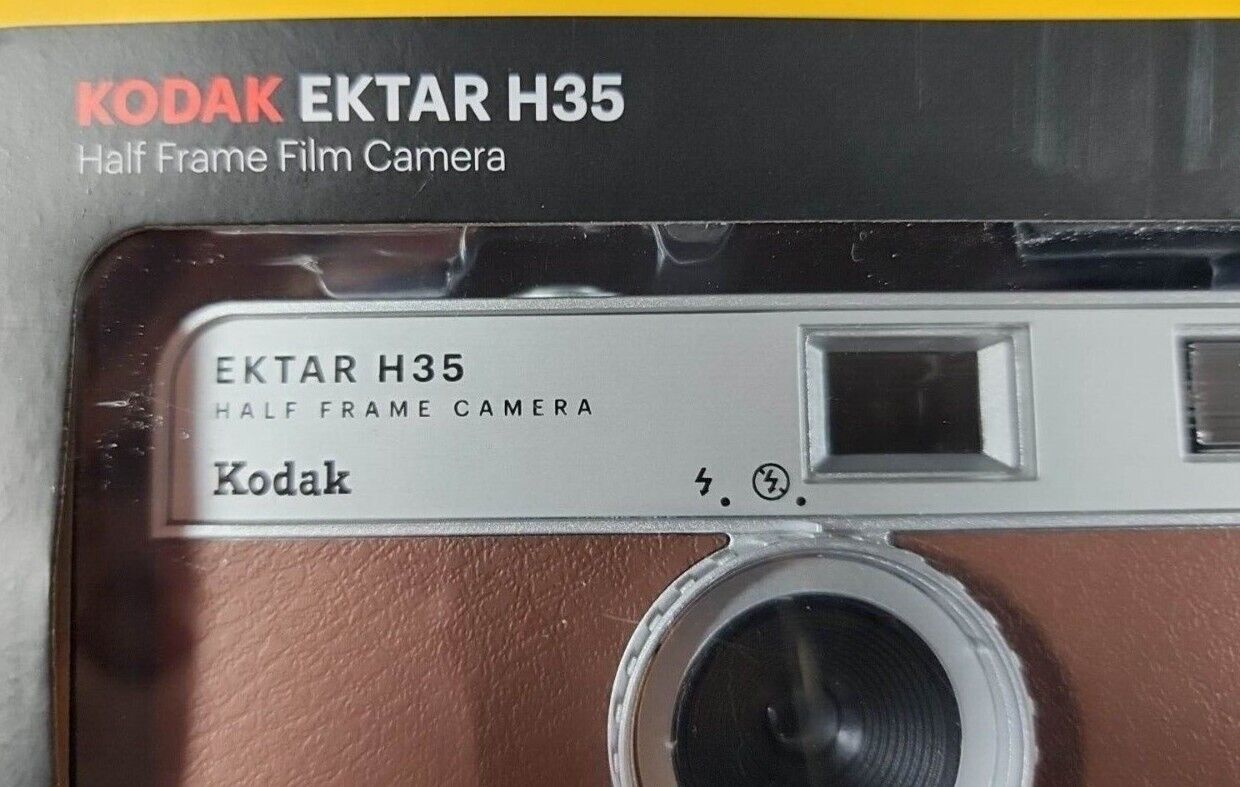 KODAK EKTAR H35
Half Frame Film Camera
EKTAR H35
HALF FRAME CAMERA
Kodak